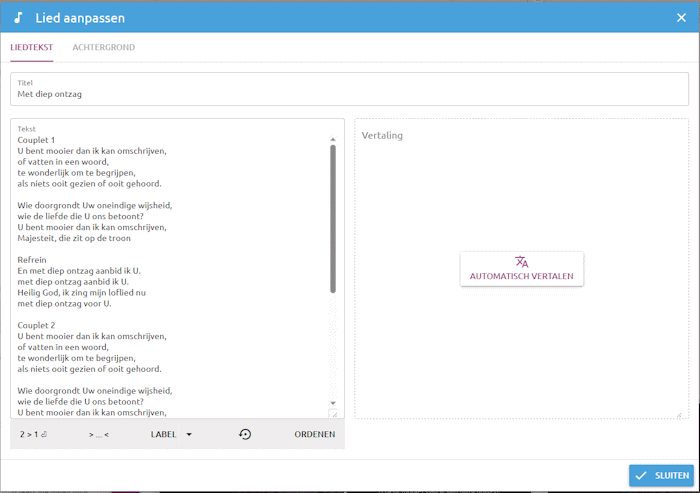 Lied aanpassen
LIEDTEKST
ACHTERGROND
Titel
Met diep ontzag
Tekst
Couplet 1
U bent mooier dan ik kan omschrijven,
of vatten in een woord,
te wonderlijk om te begrijpen,
als niets ooit gezien of ooit gehoord.
Wie doorgrondt Uw oneindige wijsheid,
wie de liefde die U ons betoont?
U bent mooier dan ik kan omschrijven,
Majesteit, die zit op de troon
Refrein
En met diep ontzag aanbid ik U.
met diep ontzag aanbid ik U.
Heilig God, ik zing mijn loflied nu
met diep ontzag voor U.
Couplet 2
U bent mooier dan ik kan omschrijven,
of vatten in een woord,
te wonderlijk om te begrijpen,
als niets ooit gezien of ooit gehoord.
Wie doorgrondt Uw oneindige wijsheid,
wie de liefde die U ons betoont?
U bent mooier dan ik kan omschrijven,
Vertaling
AUTOMATISCH VERTALEN
2 > 1
> ... <
LABEL
ORDENEN
SLUITEN